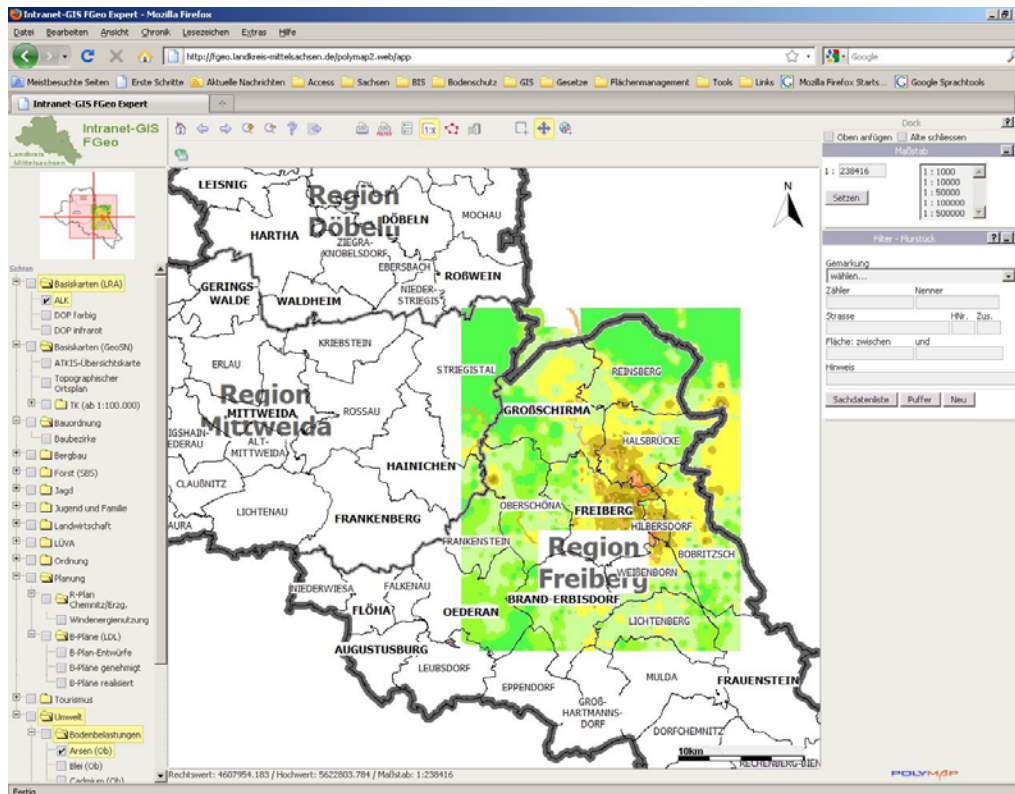 Intranet-GIS FGeo Expert - Mozilla Firefox
Datei Bearbeiten Ansicht Chronik Lesezeichen Extras Hilfe
http://fgeo.landkreis-mittelsachsen.de/polymap2.web/app
Google
Meistbesuchte Seiten Erste Schritte Aktuelle Nachrichten Access Sachsen BIS Bodenschutz GIS Gesetze Flächenmanagement Tools Links Mozilla Firefox Starts... Google Sprachtools
Intranet-GIS FGeo Expert
Intranet-GIS
FGeo
Landkreis
Mittelsachsen
1:x
Dock
Oben anfügen Alte schliessen
Maßstab
1 : 238416
Setzen
1 : 1000
1 : 10000
1 : 50000
1 : 100000
1 : 500000
Filter - Flurstück
Gemarkung
wählen...
Zähler Nenner
Strasse HNr. Zus.
Fläche: zwischen und
Hinweis
Sachdatenliste Puffer Neu
Sichten
Basiskarten (LRA)
ALK
DOP farbig
DOP infrarot
Basiskarten (GeoSN)
ATKIS-Übersichtskarte
Topographischer
Ortsplan
TK (ab 1:100.000)
Bauordnung
Baubezirke
Bergbau
Forst (SBS)
Jagd
Jugend und Familie
Landwirtschaft
LÜVA
Ordnung
Planung
R-Plan
Chemnitz/Erzg.
Windenergienutzung
B-Pläne (LDL)
B-Plan-Entwürfe
B-Pläne genehmigt
B-Pläne realisiert
Tourismus
Umwelt
Bodenbelastungen
Arsen (Ob)
Blei (Ob)
Cadmium (Ob)
N
LEISNIG
Region
Döbeln
DÖBELN
MOCHAU
HARTHA
ZIEGRA-
KNOBELSDORF
EBERSBACH
ROßWEIN
GERINGS-
WALDE
WALDHEIM
NIEDER-
STRIEGIS
KRIEBSTEIN
ERLAU
STRIEGISTAL
REINSBERG
Region
MITTWEIDA
Mittweida
ROSSAU
GROßSCHIRMA
IGSHAIN-
EDERAU
ALT-
MITTWEIDA
HALSBRÜCKE
HAINICHEN
CLAUßNITZ
LICHTENAU
OBERSCHÖNA
FREIBERG
AURA
FRANKENBERG
HILBERSDORF
FRANKENSTEIN
Region
Freiberg
BOBRITZSCH
WEIßENBORN
NIEDERWIESA
FALKENAU
BRAND-ERBISDORF
FLÖHA
OEDERAN
LICHTENBERG
AUGUSTUSBURG
LEUBSDORF
EPPENDORF
MULDA
FRAUENSTEIN
GROß-
HARTMANNS-
DORF
DORFCHEMNITZ
10km
RECHENBERG-BIEN
Rechtswert: 4607954.183 / Hochwert: 5622803.784 / Maßstab: 1:238416
POLYMAP
Fertig